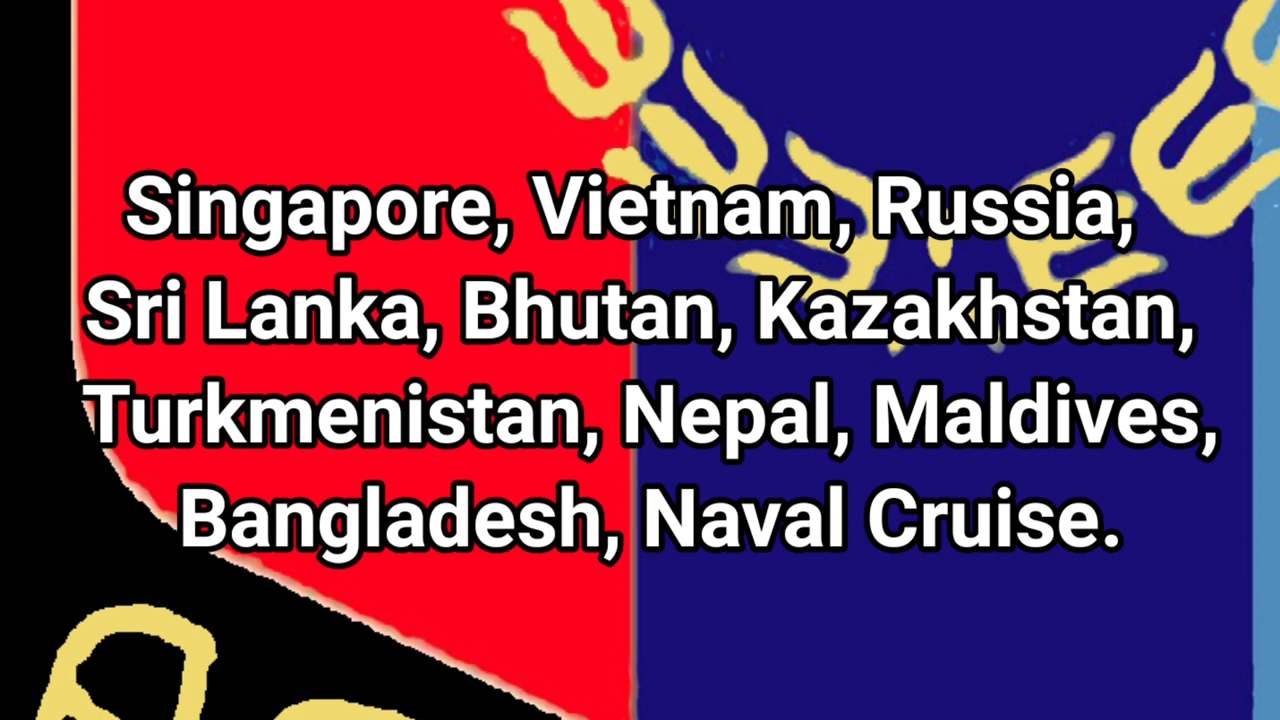 Singapore, Vietnam, Russia,
Sri Lanka, Bhutan, Kazakhstan,
Turkmenistan, Nepal, Maldives,
Bangladesh, Naval Cruise.